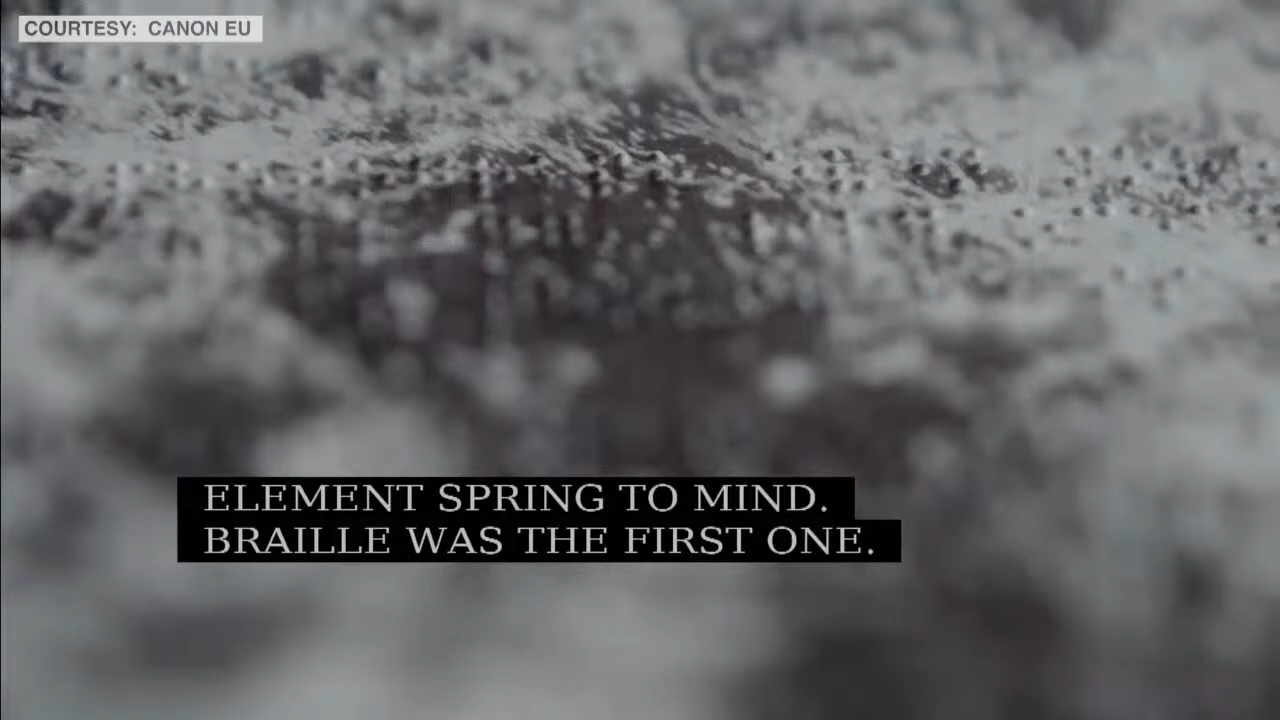 COURTESY: CANON EU
ELEMENT SPRING TO MIND.
BRAILLE WAS THE FIRST ONE.